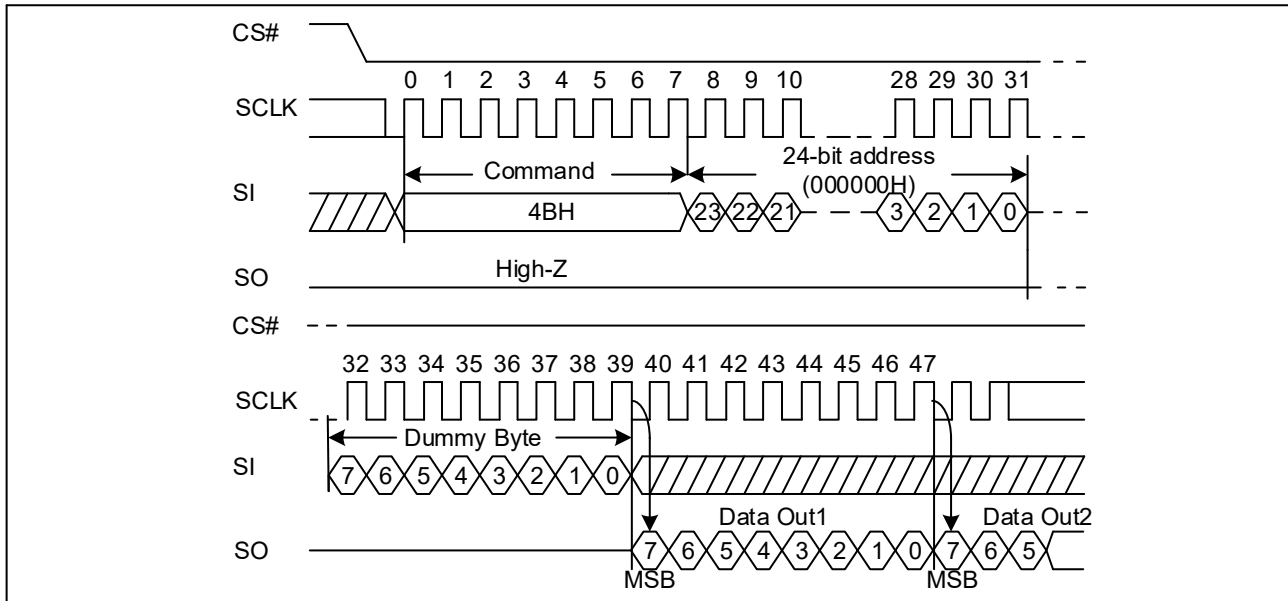 CS#
0 1 2 3 4 5 6 7 8 9 10 28 29 30 31
SCLK
Command
24-bit address
(000000H)
SI
4BH
23 22 21 3 2 1 0
High-Z
SO
CS#
32 33 34 35 36 37 38 39 40 41 42 43 44 45 46 47
SCLK
Dummy Byte
SI
7 6 5 4 3 2 1 0
Data Out1 Data Out2
SO
7 6 5 4 3 2 1 0 7 6 5
MSB MSB